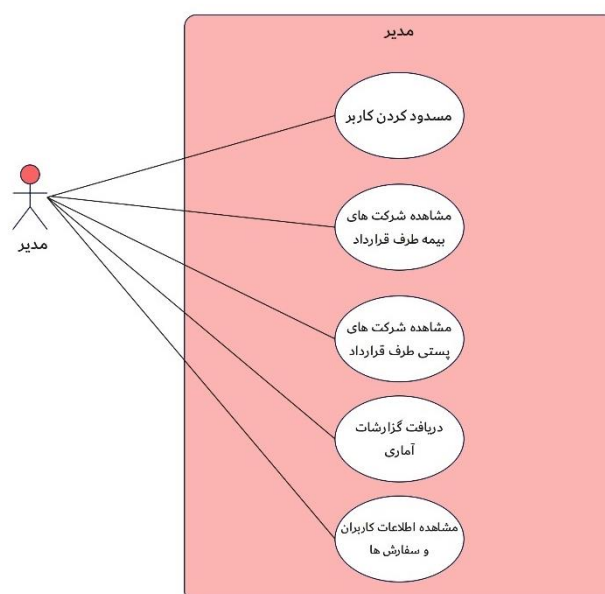 مدیر
مسدود کردن کاربر
مدیر
مشاهده شرکت های
بیمه طرف قرارداد
مشاهده شرکت های
پستی طرف قرارداد
دریافت گزارشات
آماری
مشاهده اطلاعات کاربران
و سفارش ها